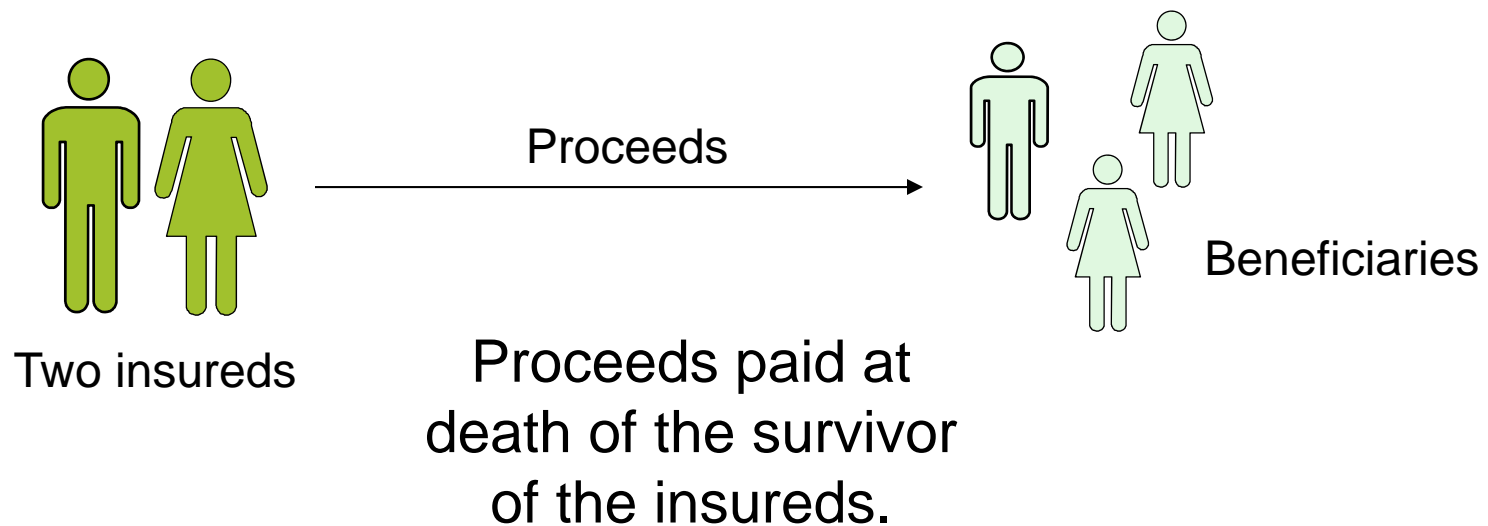 Proceeds
Beneficiaries
Two insureds
Proceeds paid at
death of the survivor
of the insureds.